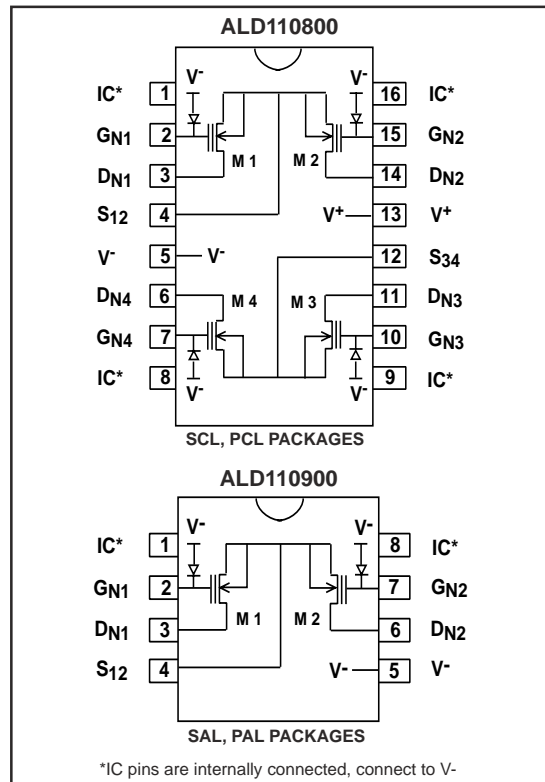 ALD110800
V- V-
IC* 1 16 IC*
GN1 2 15 GN2
M 1 M 2
DN1 3 14 DN2
S12 4 V+ 13 V+
V- 5 V- 12 S34
DN4 6 M 4 M 3 11 DN3
GN4 7 10 GN3
IC* 8 V- V- 9 IC*
SCL, PCL PACKAGES
ALD110900
V- V-
IC* 1 8 IC*
GN1 2 7 GN2
M 1 M 2
DN1 3 6 DN2
S12 4 V- 5 V-
SAL, PAL PACKAGES
*IC pins are internally connected, connect to V-